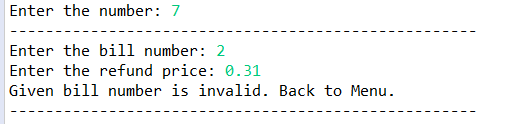 Enter the number: 7
----------------------------------------------------
Enter the bill number: 2
Enter the refund price: 0.31
Given bill number is invalid. Back to Menu.
----------------------------------------------------